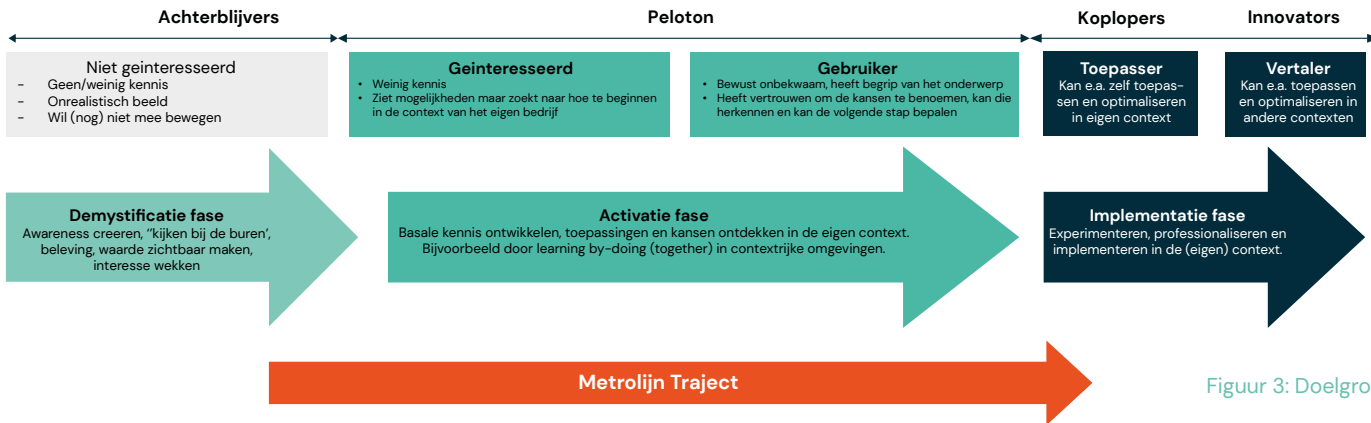 Achterblijvers
Peloton
Koplopers
Innovators
Niet geinteresseerd
- Geen/weinig kennis
- Onrealistisch beeld
- Wil (nog) niet mee bewegen
Geinteresseerd
• Weinig kennis
• Ziet mogelijkheden maar zoekt naar hoe te beginnen
in de context van het eigen bedrijf
Gebruiker
• Bewust onbekwaam, heeft begrip van het onderwerp
• Heeft vertrouwen om de kansen te benoemen, kan die
herkennen en kan de volgende stap bepalen
Toepasser
Kan e.a. zelf toepas-
sen en optimaliseren
in eigen context
Vertaler
Kan e.a. toepassen
en optimaliseren in
andere contexten
Demystificatie fase
Awareness creeren, ‘‘kijken bij de buren’,
beleving, waarde zichtbaar maken,
interesse wekken
Activatie fase
Basale kennis ontwikkelen, toepassingen en kansen ontdekken in de eigen context.
Bijvoorbeeld door learning by-doing (together) in contextrijke omgevingen.
Implementatie fase
Experimenteren, professionaliseren en
implementeren in de (eigen) context.
Metrolijn Traject
Figuur 3: Doelgro